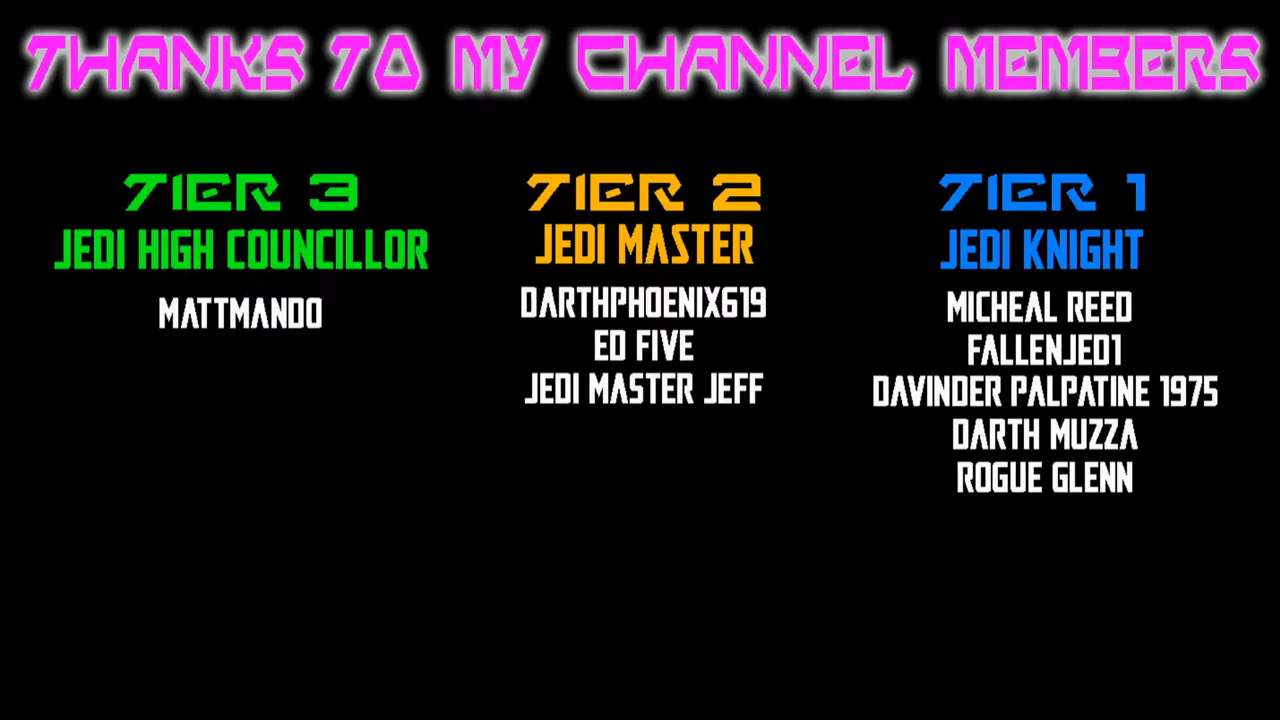 THANKS TO MY CHANNEL MEMBERS
TIER 3
JEDI HIGH COUNCILLOR
MATTMANDO
TIER 2
JEDI MASTER
DARTHPHOENIX619
ED FIVE
JEDI MASTER JEFF
TIER 1
JEDI KNIGHT
MICHEAL REED
FALLENJED1
DAVINDER PALPATINE 1975
DARTH MUZZA
ROGUE GLENN